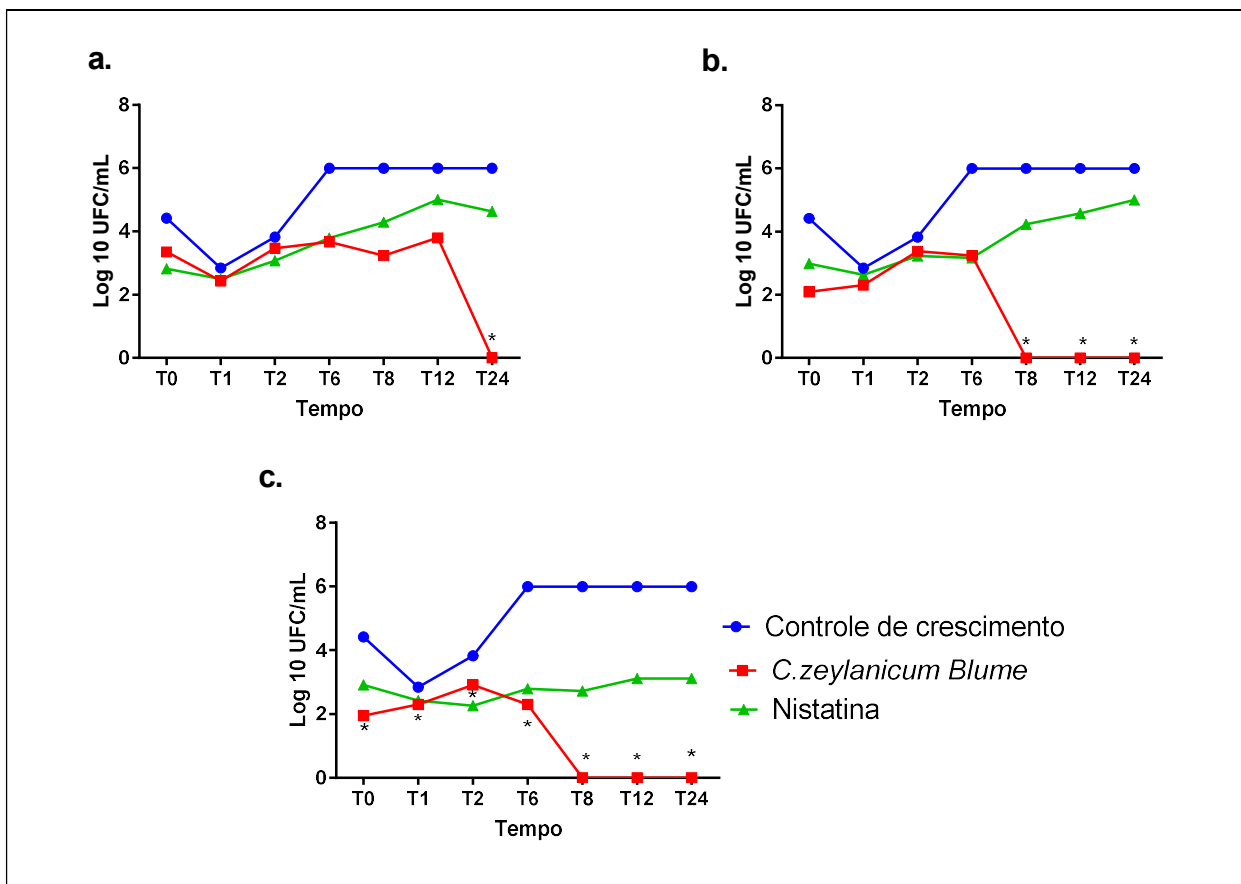 a.
Log 10 UFC/mL
8
6
4
2
0
*
T0 T1 T2 T6 T8 T12 T24
Tempo
b.
Log 10 UFC/mL
8
6
4
2
0
* * *
T0 T1 T2 T6 T8 T12 T24
Tempo
c.
Log 10 UFC/mL
8
6
4
2
0
* * * * * * *
T0 T1 T2 T6 T8 T12 T24
Tempo
Controle de crescimento
C.zeylanicum Blume
Nistatina